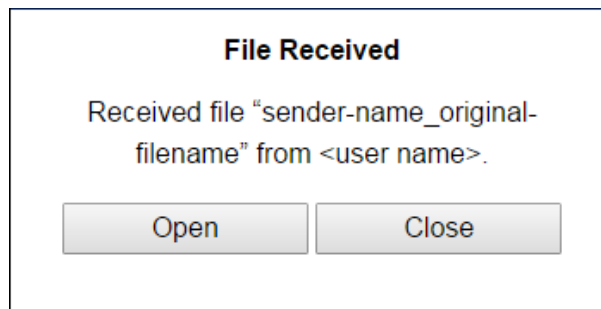 File Received
Received file “sender-name_original-
filename” from <user name>.
Open Close